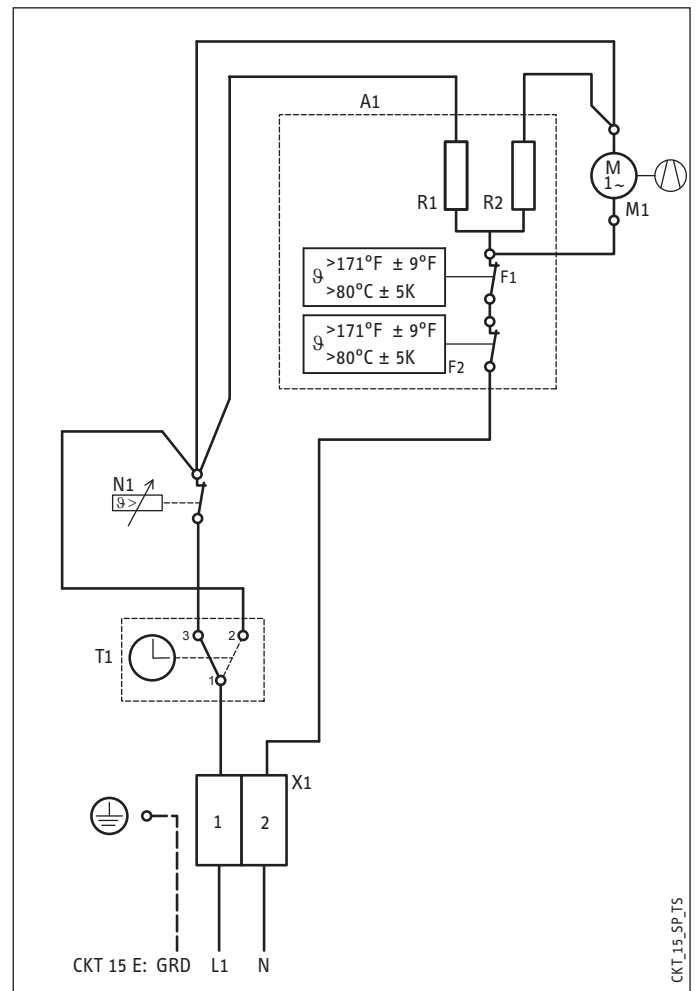 A1
M
1~
R1
R2
M1
ϑ
>171°F ± 9°F
>80°C ± 5K
F1
ϑ
>171°F ± 9°F
>80°C ± 5K
F2
N1
ϑ>
T1
3
2
1
X1
1
2
CKT 15 E: GRD L1 N
CKT_15_SP_TS